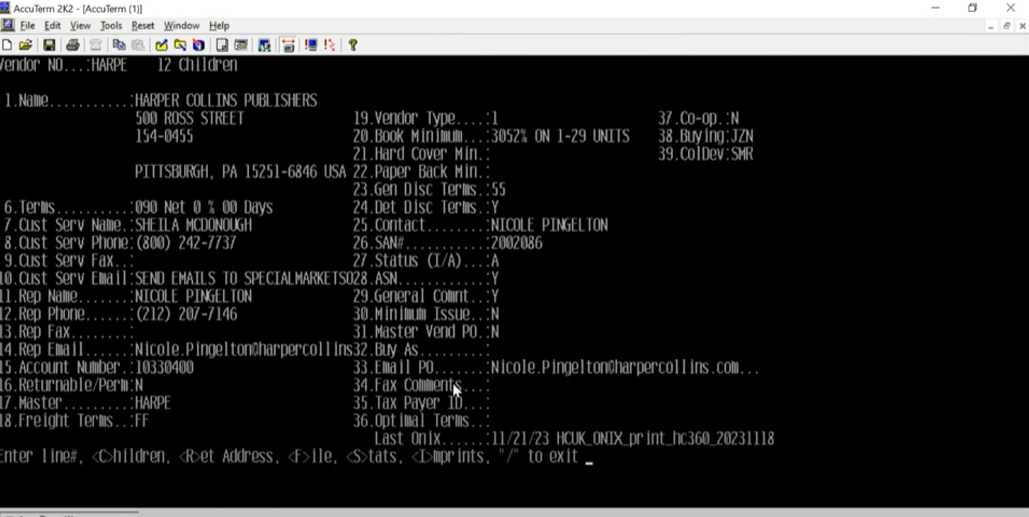 AccuTerm 2K2 - [AccuTerm (1)]
File Edit View Tools Reset Window Help
Vendor NO...:HARPE 12 Children
1.Name...........:HARPER COLLINS PUBLISHERS
500 ROSS STREET 19.Vendor Type....:1 37.Co-op.:N
154-0455 20.Book Minimum...:3052% ON 1-29 UNITS 38.Buying:JZN
21.Hard Cover Min.: 39.ColDev:SMR
PITTSBURGH, PA 15251-6846 USA 22.Paper Back Min.:
23.Gen Disc Terms.:55
6.Terms..........:090 Net 0 % 00 Days 24.Det Disc Terms.:Y
7.Cust Serv Name.:SHEILA MCDONOUGH 25.Contact........:NICOLE PINGELTON
8.Cust Serv Phone:(800) 242-7737 26.SAN#...........:2002086
9.Cust Serv Fax..: 27.Status (I/A)...:A
10.Cust Serv Email:SEND EMAILS TO SPECIALMARKETSO28.ASN............:Y
11.Rep Name.......:NICOLE PINGELTON 29.General Comnt..:Y
12.Rep Phone......:(212) 207-7146 30.Minimum Issue..:N
13.Rep Fax........: 31.Master Vend PO.:N
14.Rep Email......:Nicole.Pingelton@harpercollins32.Buy As.........:
15.Account Number.:10330400 33.Email PO.......:Nicole.Pingelton@harpercollins.com...
16.Returnable/Perm:N 34.Fax Comments...:
17.Master.........:HARPE 35.Tax Payer ID...:
18.Freight Terms..:FF 36.Optimal Terms..:
Last Onix......:11/21/23 HCUK_ONIX_print_hc360_20231118
Enter line#, <C>hildren, <R>et Address, <F>ile, <S>tats, <I>mprints, "/" to exit _